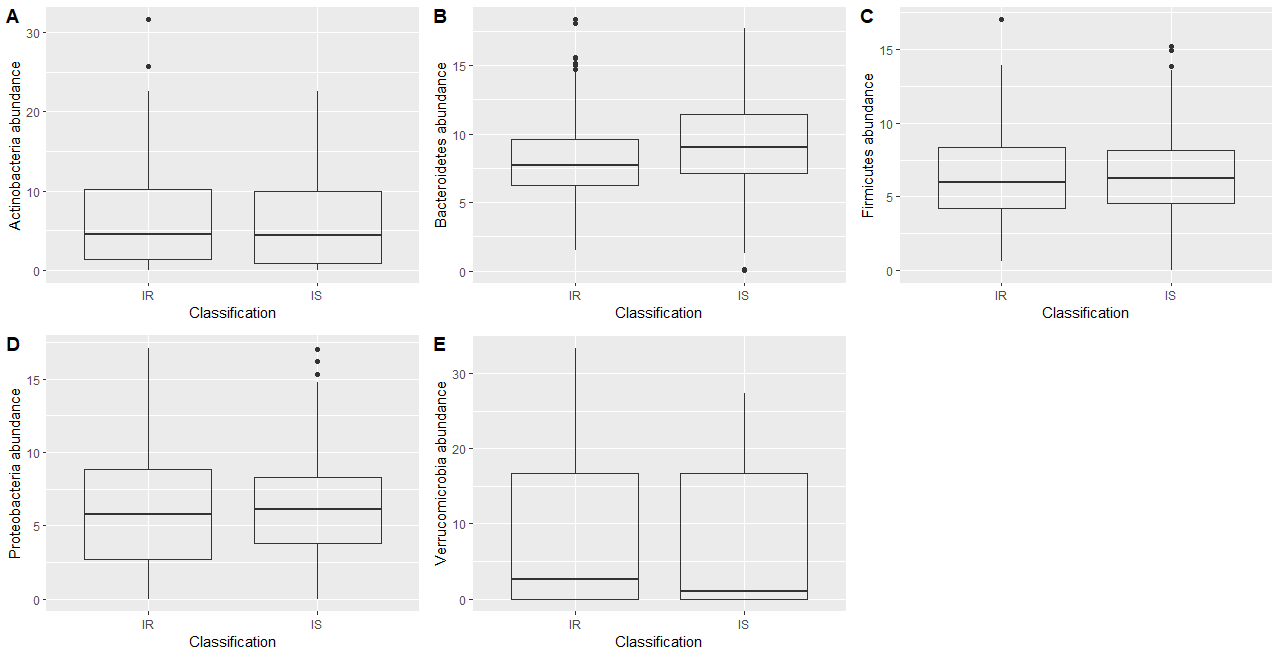 A
Actinobacteria abundance
30
20
10
0
IR IS
Classification
B
Bacteroidetes abundance
15
10
5
0
IR IS
Classification
C
Firmicutes abundance
15
10
5
0
IR IS
Classification
D
Proteobacteria abundance
15
10
5
0
IR IS
Classification
E
Verrucomicrobia abundance
30
20
10
0
IR IS
Classification